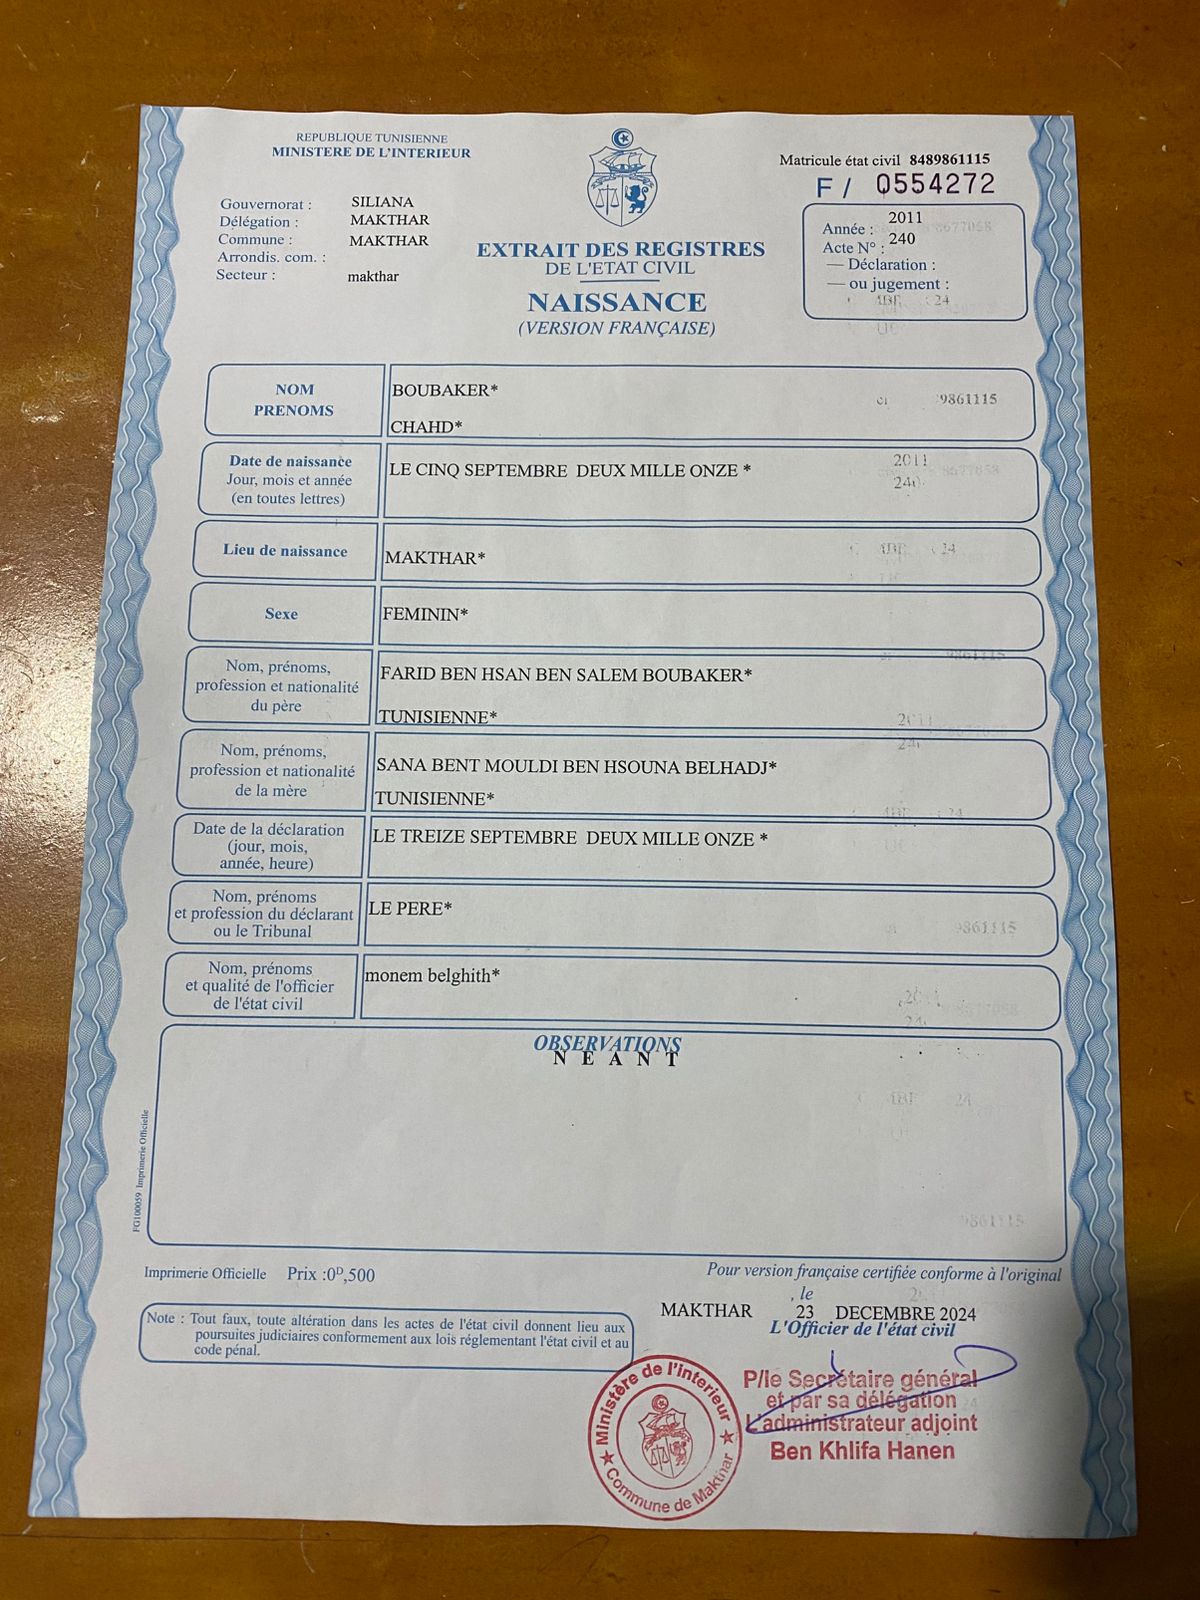 REPUBLIQUE TUNISIENNE
MINISTERE DE L'INTERIEUR
Matricule état civil 8489861115
F / 0554272
Gouvernorat : SILIANA
Délégation : MAKTHAR
Commune : MAKTHAR
Arrondis. com. :
Secteur : makthar
EXTRAIT DES REGISTRES
DE L'ETAT CIVIL
NAISSANCE
(VERSION FRANÇAISE)
Année : 2011
Acte N° : 240
— Déclaration :
— ou jugement :
NOM
PRENOMS
BOUBAKER*
CHAHD*
9861115
Date de naissance
Jour, mois et année
(en toutes lettres)
LE CINQ SEPTEMBRE DEUX MILLE ONZE *
2011
240
Lieu de naissance
MAKTHAR*
Sexe
FEMININ*
Nom, prénoms,
profession et nationalité
du père
FARID BEN HSAN BEN SALEM BOUBAKER*
TUNISIENNE*
Nom, prénoms,
profession et nationalité
de la mère
SANA BENT MOULDI BEN HSOUNA BELHADJ*
TUNISIENNE*
Date de la déclaration
(jour, mois,
année, heure)
LE TREIZE SEPTEMBRE DEUX MILLE ONZE *
Nom, prénoms
et profession du déclarant
ou le Tribunal
LE PERE*
9861115
Nom, prénoms
et qualité de l'officier
de l'état civil
monem belghith*
OBSERVATIONS
N E A N T
9861115
FG100059 Imprimerie Officielle
Imprimerie Officielle Prix :0D,500
Pour version française certifiée conforme à l'original
, le
MAKTHAR 23 DECEMBRE 2024
L'Officier de l'état civil
Note : Tout faux, toute altération dans les actes de l'état civil donnent lieu aux
poursuites judiciaires conformement aux lois réglementant l'état civil et au
code pénal.
Ministère de l'interieur
Commune de Makthar
P/le Secrétaire général
et par sa délégation
L'administrateur adjoint
Ben Khlifa Hanen